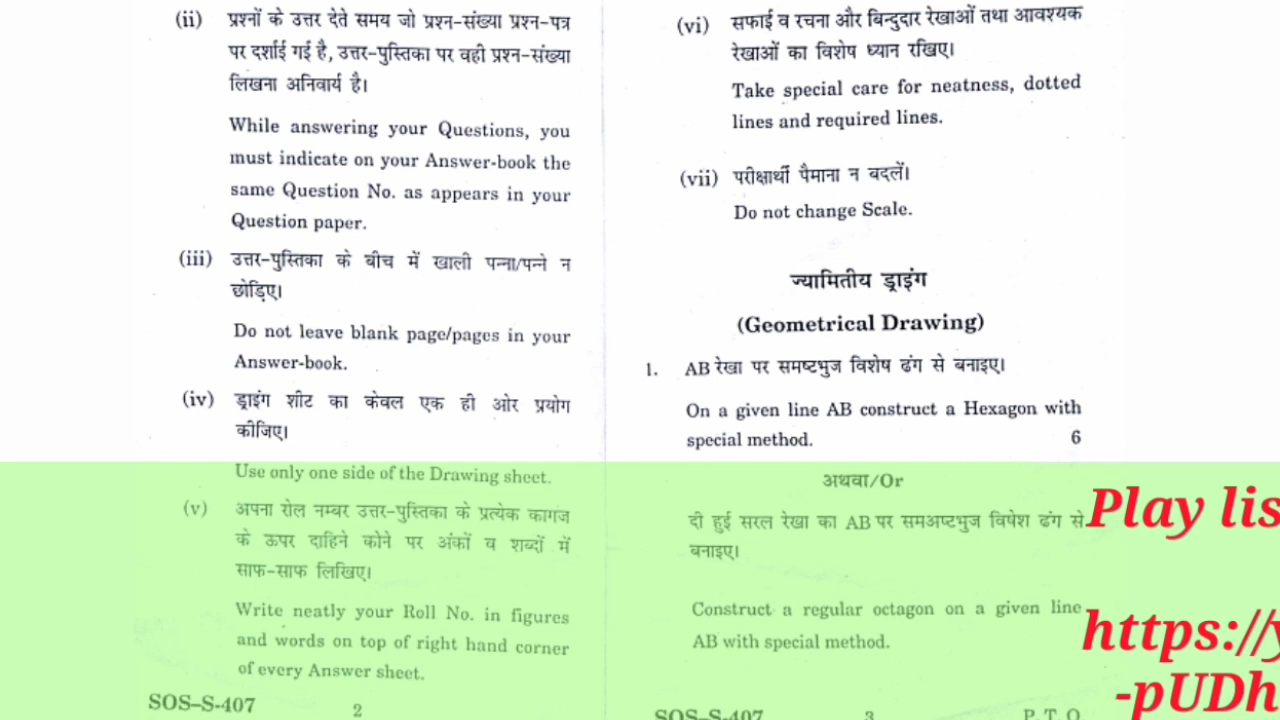 (ii) प्रश्नों के उत्तर देते समय जो प्रश्न-संख्या प्रश्न-पत्र
पर दर्शाई गई है, उत्तर-पुस्तिका पर वही प्रश्न-संख्या
लिखना अनिवार्य है।
While answering your Questions, you
must indicate on your Answer-book the
same Question No. as appears in your
Question paper.
(iii) उत्तर-पुस्तिका के बीच में खाली पन्ना/पन्ने न
छोड़िए।
Do not leave blank page/pages in your
Answer-book.
(iv) ड्राइंग शीट का केवल एक ही ओर प्रयोग
कीजिए।
Use only one side of the Drawing sheet.
(v) अपना रोल नम्बर उत्तर-पुस्तिका के प्रत्येक कागज
के ऊपर दाहिने कोने पर अंकों व शब्दों में
साफ-साफ लिखिए।
Write neatly your Roll No. in figures
and words on top of right hand corner
of every Answer sheet.
SOS-S-407 2
(vi) सफाई व रचना और बिन्दुदार रेखाओं तथा आवश्यक
रेखाओं का विशेष ध्यान रखिए।
Take special care for neatness, dotted
lines and required lines.
(vii) परीक्षार्थी पैमाना न बदलें।
Do not change Scale.
ज्यामितीय ड्राइंग
(Geometrical Drawing)
1. AB रेखा पर समष्टभुज विशेष ढंग से बनाइए।
On a given line AB construct a Hexagon with
special method. 6
अथवा/Or
दी हुई सरल रेखा का AB पर समअष्टभुज विषेश ढंग से
बनाइए।
Construct a regular octagon on a given line
AB with special method.
SOS-S-407 3 P. T. O
Play lis
https://y
-pUDh